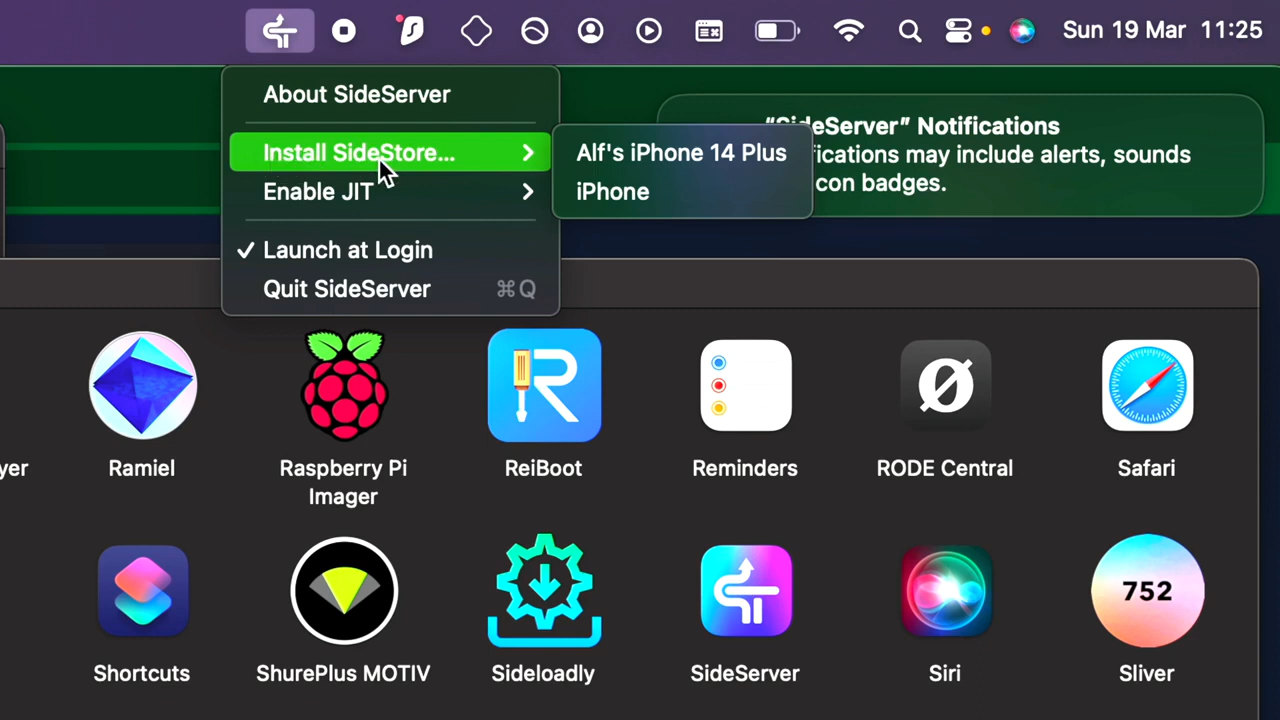 Sun 19 Mar 11:25
About SideServer
Install SideStore...
Enable JIT
Launch at Login
Quit SideServer ⌘Q
Alf's iPhone 14 Plus
iPhone
"SideServer" Notifications
may include alerts, sounds
badges.
Ramiel
Raspberry Pi
Imager
ReiBoot
Reminders
RODE Central
Safari
Shortcuts
ShurePlus MOTIV
Sideloadly
SideServer
Siri
752
Sliver